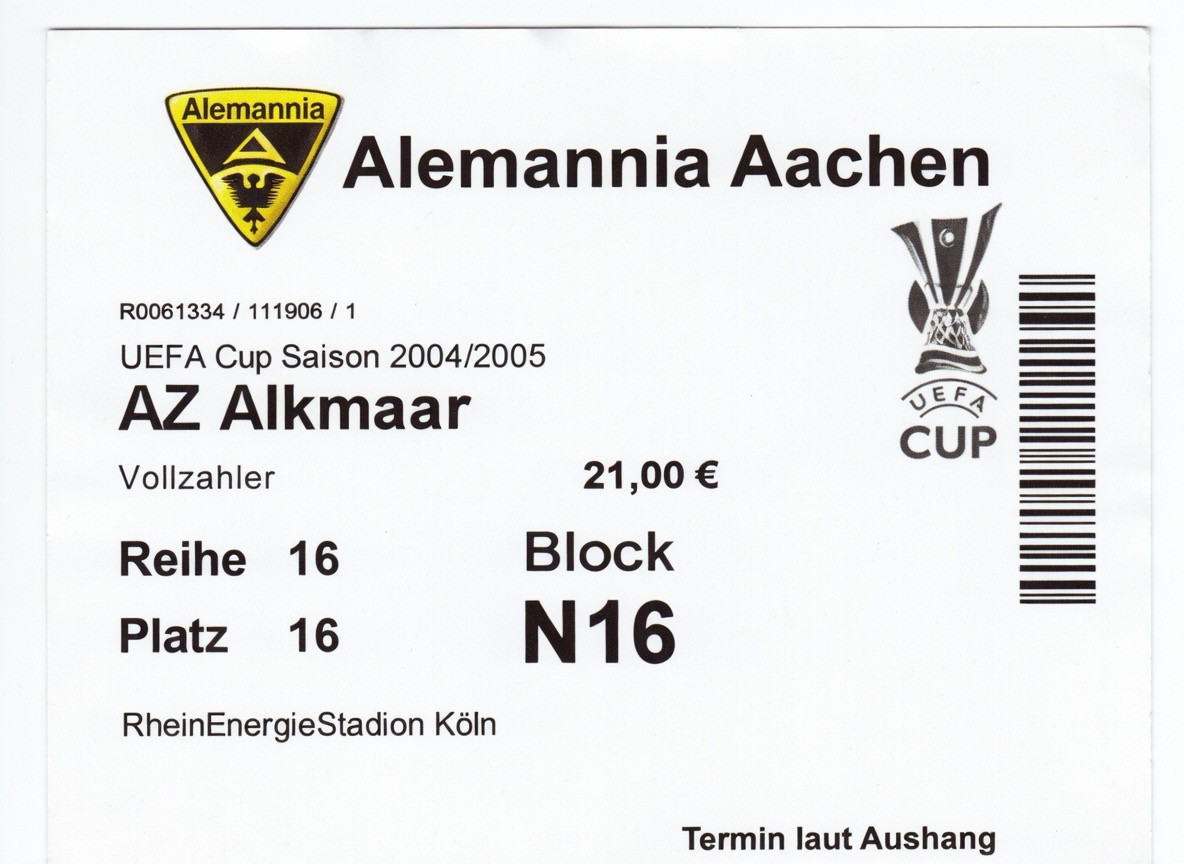 Alemannia
Alemannia Aachen
R0061334 / 111906 / 1
UEFA Cup Saison 2004/2005
AZ Alkmaar
UEFA
CUP
Vollzahler 21,00 €
Reihe 16 Block
Platz 16 N16
RheinEnergieStadion Köln
Termin laut Aushang